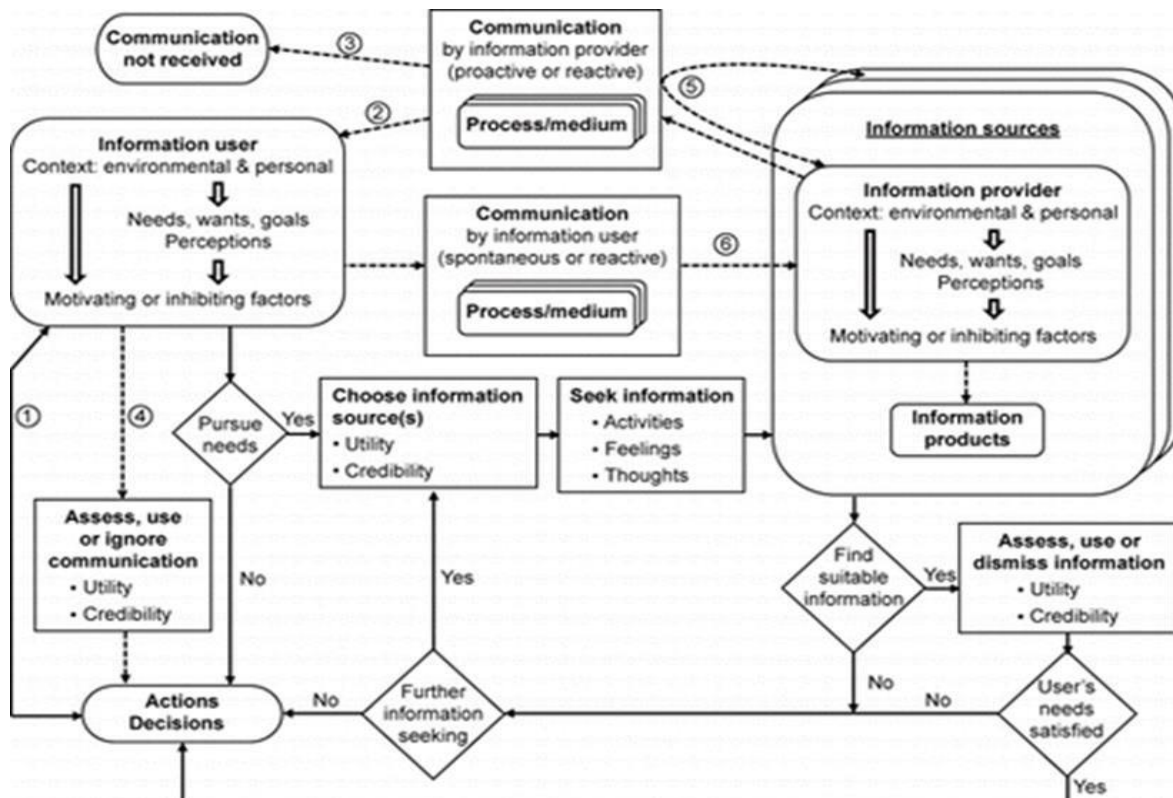 Communication
not received
③
Communication
by information provider
(proactive or reactive)
Process/medium
⑤
②
Information user
Context: environmental & personal
Needs, wants, goals
Perceptions
Motivating or inhibiting factors
Communication
by information user
(spontaneous or reactive)
Process/medium
⑥
Information sources
Information provider
Context: environmental & personal
Needs, wants, goals
Perceptions
Motivating or inhibiting factors
Information
products
①
④
Pursue
needs
Yes
Choose information
source(s)
• Utility
• Credibility
Seek information
• Activities
• Feelings
• Thoughts
Assess, use
or ignore
communication
• Utility
• Credibility
No
Yes
Find
suitable
information
Yes
Assess, use or
dismiss information
• Utility
• Credibility
Actions
Decisions
No
Further
information
seeking
No
No
User's
needs
satisfied
Yes